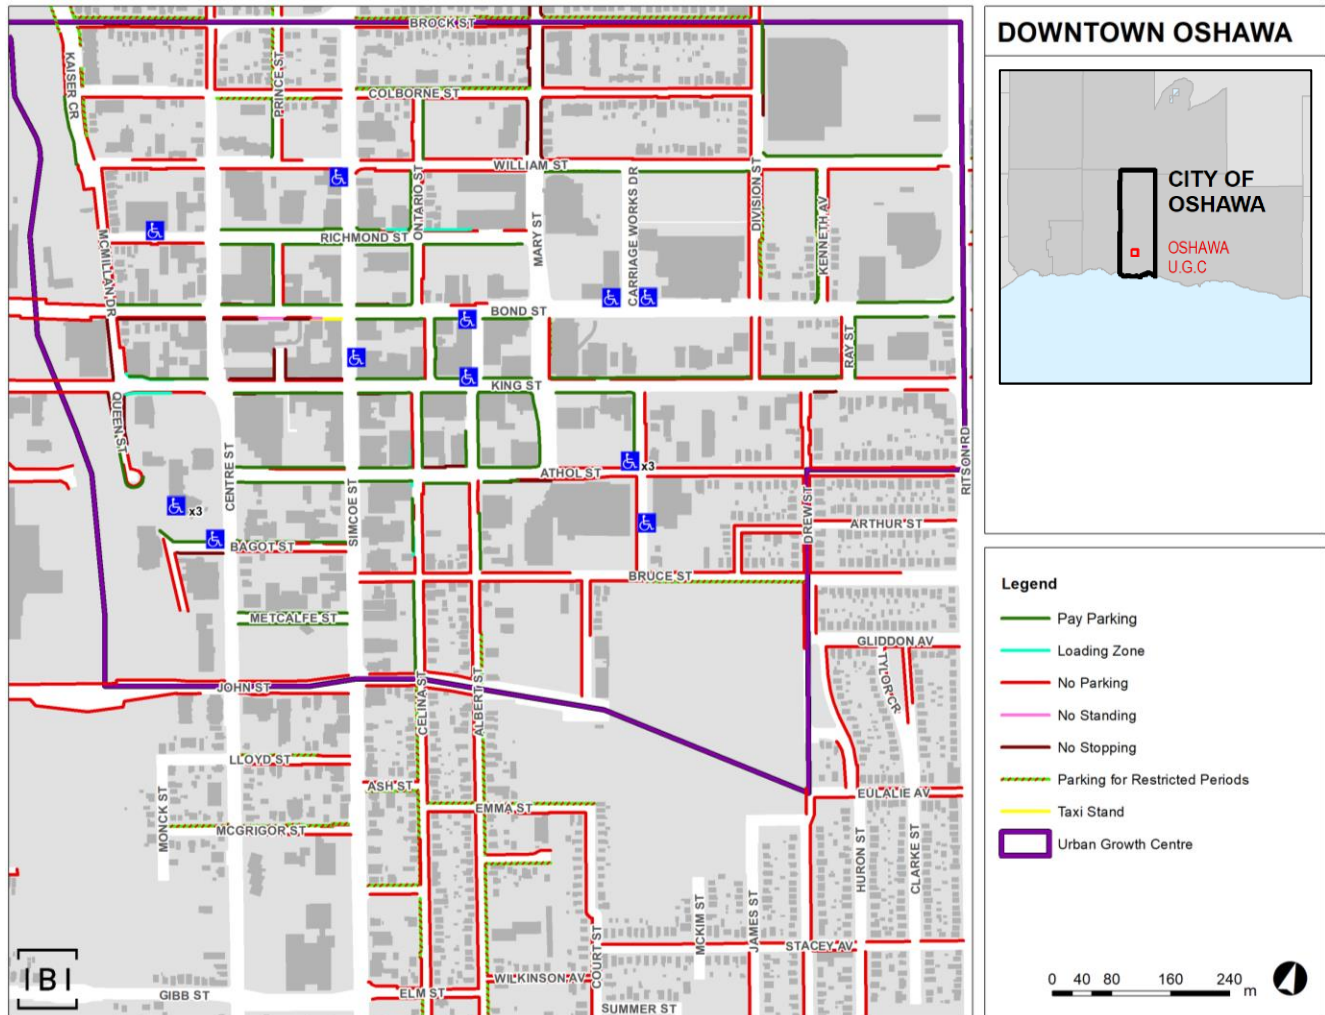 DOWNTOWN OSHAWA
CITY OF
OSHAWA
OSHAWA
U.G.C
BROCK ST
KAISER CR
PRINCE ST
COLBORNE ST
WILLIAM ST
ONTARIO ST
MARY ST
CARRIAGE WORKS DR
DIVISION ST
KENNETH AV
RICHMOND ST
MCMILLAN DR
BOND ST
RAY ST
KING ST
QUEEN ST
CENTRE ST
SIMCOE ST
ATHOL ST
x3
x3
RITSON RD
DREW ST
ARTHUR ST
BAGOT ST
BRUCE ST
METCALFE ST
GLIDDON AV
TYLOR CR
JOHN ST
CELINA ST
ALBERT ST
LLOYD ST
ASH ST
EMMA ST
EULALIE AV
MONCK ST
MCGRIGOR ST
HURON ST
CLARKE ST
COURT ST
MCKIM ST
JAMES ST
STACEY AV
WILKINSON AV
GIBB ST
ELM ST
SUMMER ST
IBI
Legend
Pay Parking
Loading Zone
No Parking
No Standing
No Stopping
Parking for Restricted Periods
Taxi Stand
Urban Growth Centre
0 40 80 160 240 m